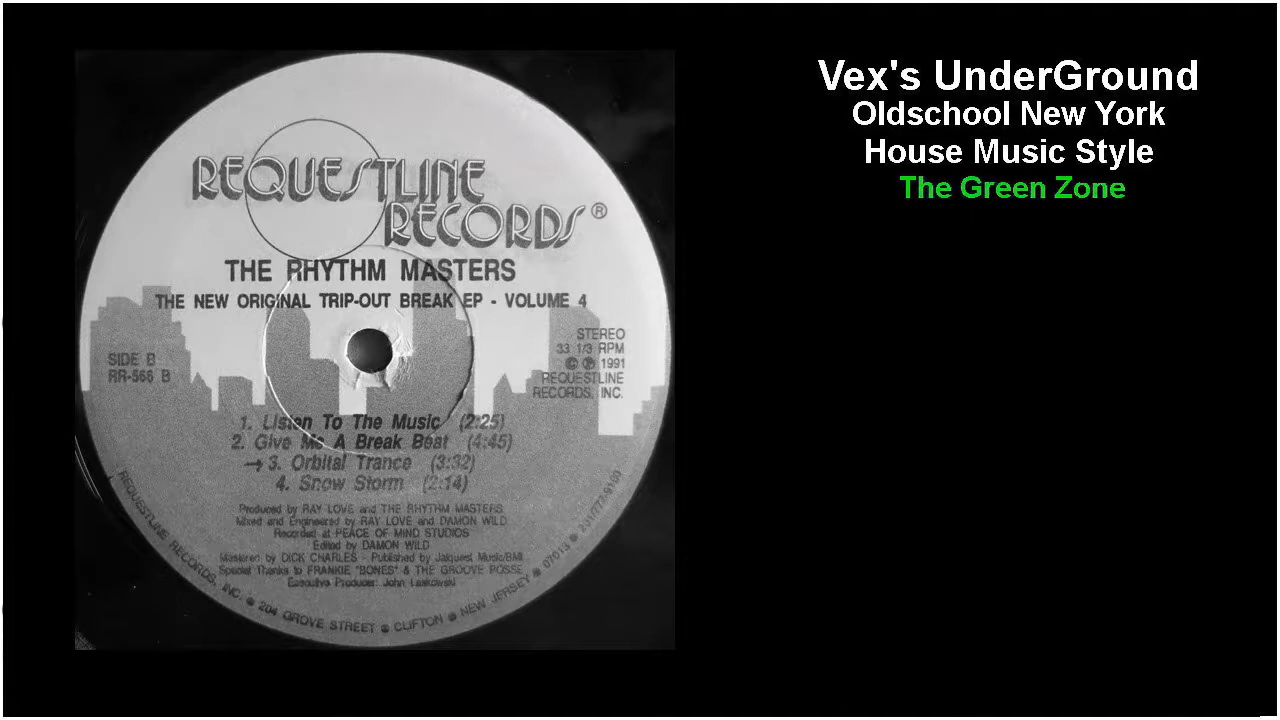 REQUESTLINE
RECORDS®
THE RHYTHM MASTERS
THE NEW ORIGINAL TRIP-OUT BREAK EP - VOLUME 4
SIDE B
RR-566 B
STEREO
33 1/3 RPM
© ℗ 1991
REQUESTLINE
RECORDS, INC.
1. Listen To The Music (2:25)
2. Give Me A Break Beat (4:45)
→ 3. Orbital Trance (3:32)
4. Snow Storm (2:14)
Produced by RAY LOVE and THE RHYTHM MASTERS
Mixed and Engineered by RAY LOVE and DAMON WILD
Recorded at PEACE OF MIND STUDIOS
Edited by DAMON WILD
Mastered by DICK CHARLES - Published by Jalquest Music/BMI
Special Thanks to FRANKIE "BONES" & THE GROOVE POSSE
Executive Producer: John Laskowski
REQUESTLINE RECORDS, INC. ● 204 GROVE STREET ● CLIFTON ● NEW JERSEY ● 07013 ● 201/777-9100
Vex's UnderGround
Oldschool New York
House Music Style
The Green Zone